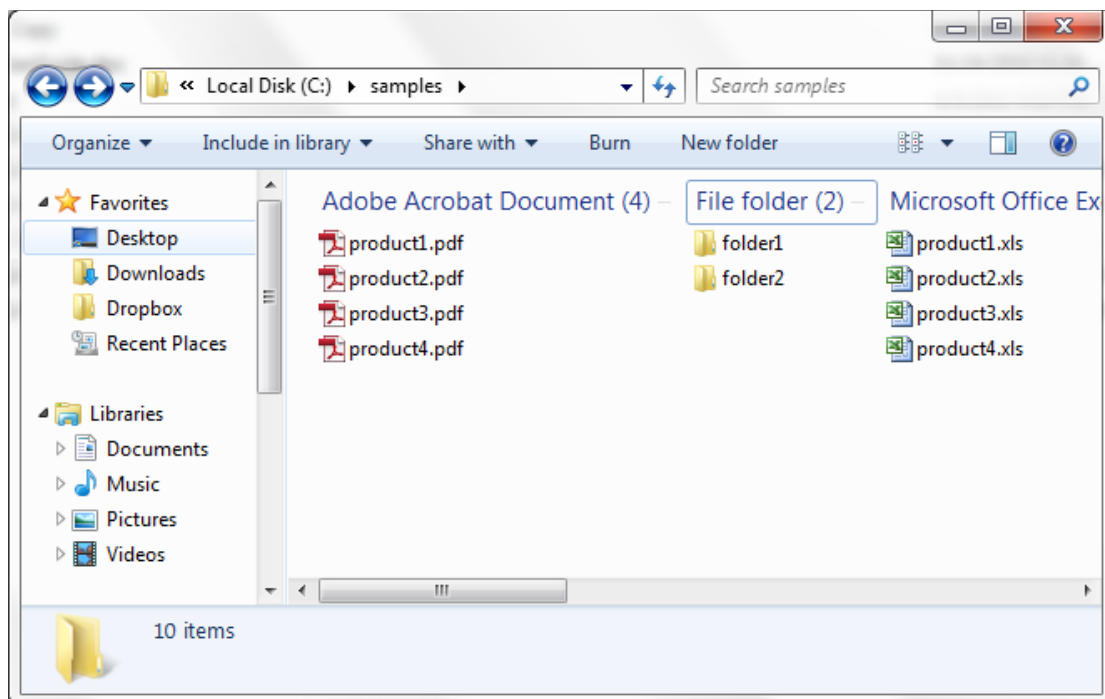 « Local Disk (C:) samples
Search samples
Organize Include in library Share with Burn New folder
Favorites
Desktop
Downloads
Dropbox
Recent Places
Libraries
Documents
Music
Pictures
Videos
Adobe Acrobat Document (4)
product1.pdf
product2.pdf
product3.pdf
product4.pdf
File folder (2)
folder1
folder2
Microsoft Office Ex
product1.xls
product2.xls
product3.xls
product4.xls
10 items